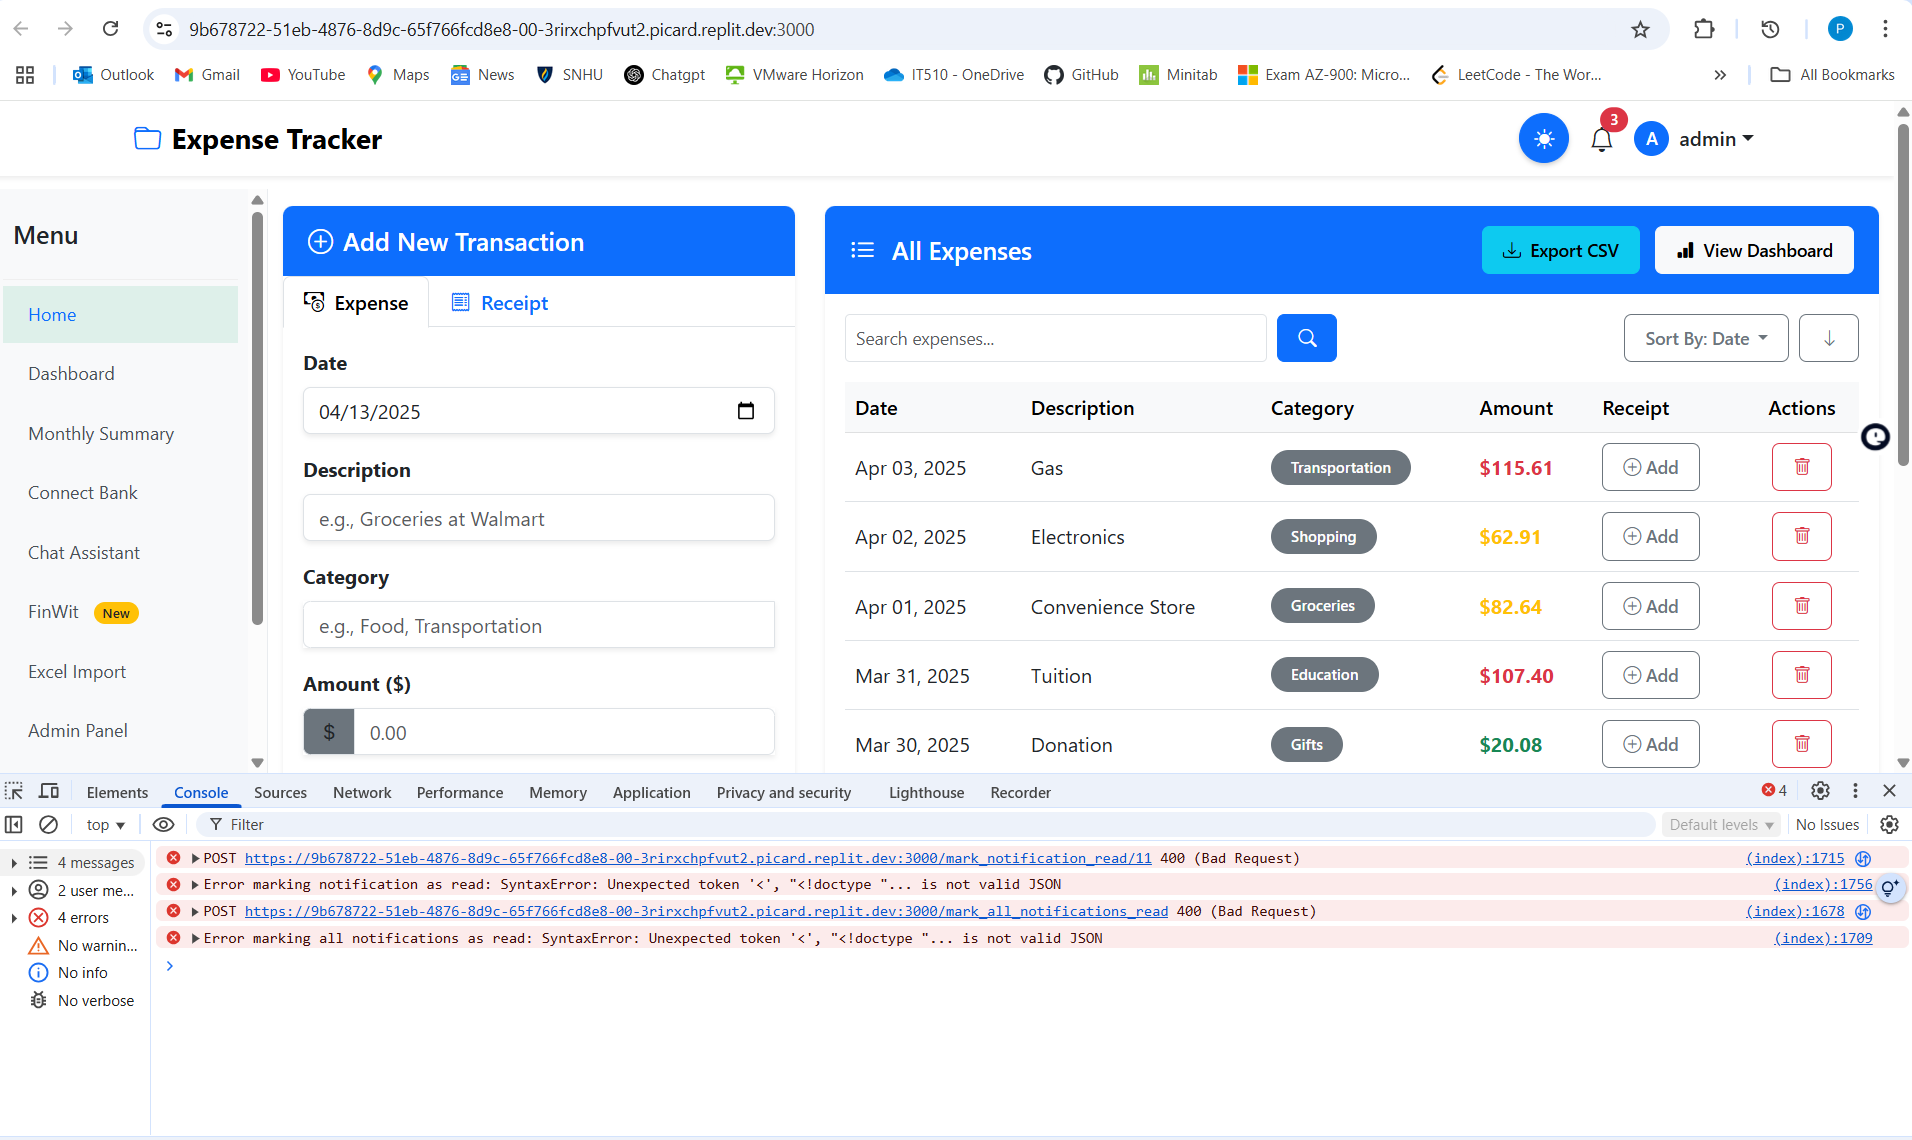 9b678722-51eb-4876-8d9c-65f766fcd8e8-00-3rirxchpfvut2.picard.replit.dev:3000
P
Outlook Gmail YouTube Maps News SNHU Chatgpt VMware Horizon IT510 - OneDrive GitHub Minitab Exam AZ-900: Micro... LeetCode - The Wor... » All Bookmarks
Expense Tracker
3
A admin
Menu
Home
Dashboard
Monthly Summary
Connect Bank
Chat Assistant
FinWit New
Excel Import
Admin Panel
Add New Transaction
Expense Receipt
Date
04/13/2025
Description
e.g., Groceries at Walmart
Category
e.g., Food, Transportation
Amount ($)
$ 0.00
All Expenses Export CSV View Dashboard
Search expenses... Sort By: Date
Date Description Category Amount Receipt Actions
Apr 03, 2025 Gas Transportation $115.61 Add
Apr 02, 2025 Electronics Shopping $62.91 Add
Apr 01, 2025 Convenience Store Groceries $82.64 Add
Mar 31, 2025 Tuition Education $107.40 Add
Mar 30, 2025 Donation Gifts $20.08 Add
Elements Console Sources Network Performance Memory Application Privacy and security Lighthouse Recorder 4
top Filter Default levels No Issues
4 messages
2 user me...
4 errors
No warnin...
No info
No verbose
POST https://9b678722-51eb-4876-8d9c-65f766fcd8e8-00-3rirxchpfvut2.picard.replit.dev:3000/mark_notification_read/11 400 (Bad Request) (index):1715
Error marking notification as read: SyntaxError: Unexpected token '<', "<!doctype "... is not valid JSON (index):1756
POST https://9b678722-51eb-4876-8d9c-65f766fcd8e8-00-3rirxchpfvut2.picard.replit.dev:3000/mark_all_notifications_read 400 (Bad Request) (index):1678
Error marking all notifications as read: SyntaxError: Unexpected token '<', "<!doctype "... is not valid JSON (index):1709